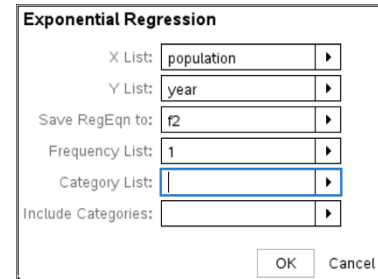 Exponential Regression
X List: population
Y List: year
Save RegEqn to: f2
Frequency List: 1
Category List:
Include Categories:
OK Cancel